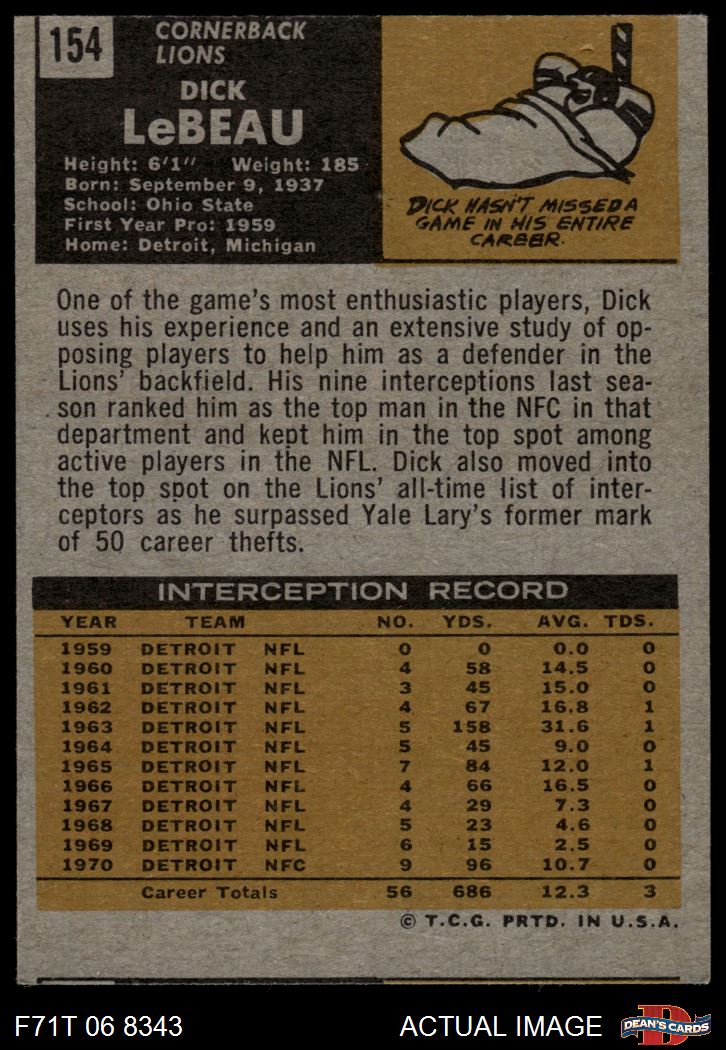 154
CORNERBACK
LIONS
DICK
LeBEAU
Height: 6'1" Weight: 185
Born: September 9, 1937
School: Ohio State
First Year Pro: 1959
Home: Detroit, Michigan
DICK HASN'T MISSED A
GAME IN HIS ENTIRE
CAREER.
One of the game's most enthusiastic players, Dick
uses his experience and an extensive study of op-
posing players to help him as a defender in the
Lions' backfield. His nine interceptions last sea-
son ranked him as the top man in the NFC in that
department and kept him in the top spot among
active players in the NFL. Dick also moved into
the top spot on the Lions' all-time list of inter-
ceptors as he surpassed Yale Lary's former mark
of 50 career thefts.
INTERCEPTION RECORD
YEAR TEAM NO. YDS. AVG. TDS.
1959 DETROIT NFL 0 0 0.0 0
1960 DETROIT NFL 4 58 14.5 0
1961 DETROIT NFL 3 45 15.0 0
1962 DETROIT NFL 4 67 16.8 1
1963 DETROIT NFL 5 158 31.6 1
1964 DETROIT NFL 5 45 9.0 0
1965 DETROIT NFL 7 84 12.0 1
1966 DETROIT NFL 4 66 16.5 0
1967 DETROIT NFL 4 29 7.3 0
1968 DETROIT NFL 5 23 4.6 0
1969 DETROIT NFL 6 15 2.5 0
1970 DETROIT NFC 9 96 10.7 0
Career Totals 56 686 12.3 3
© T.C.G. PRTD. IN U.S.A.
F71T 06 8343 ACTUAL IMAGE
D
DEAN'S CARDS